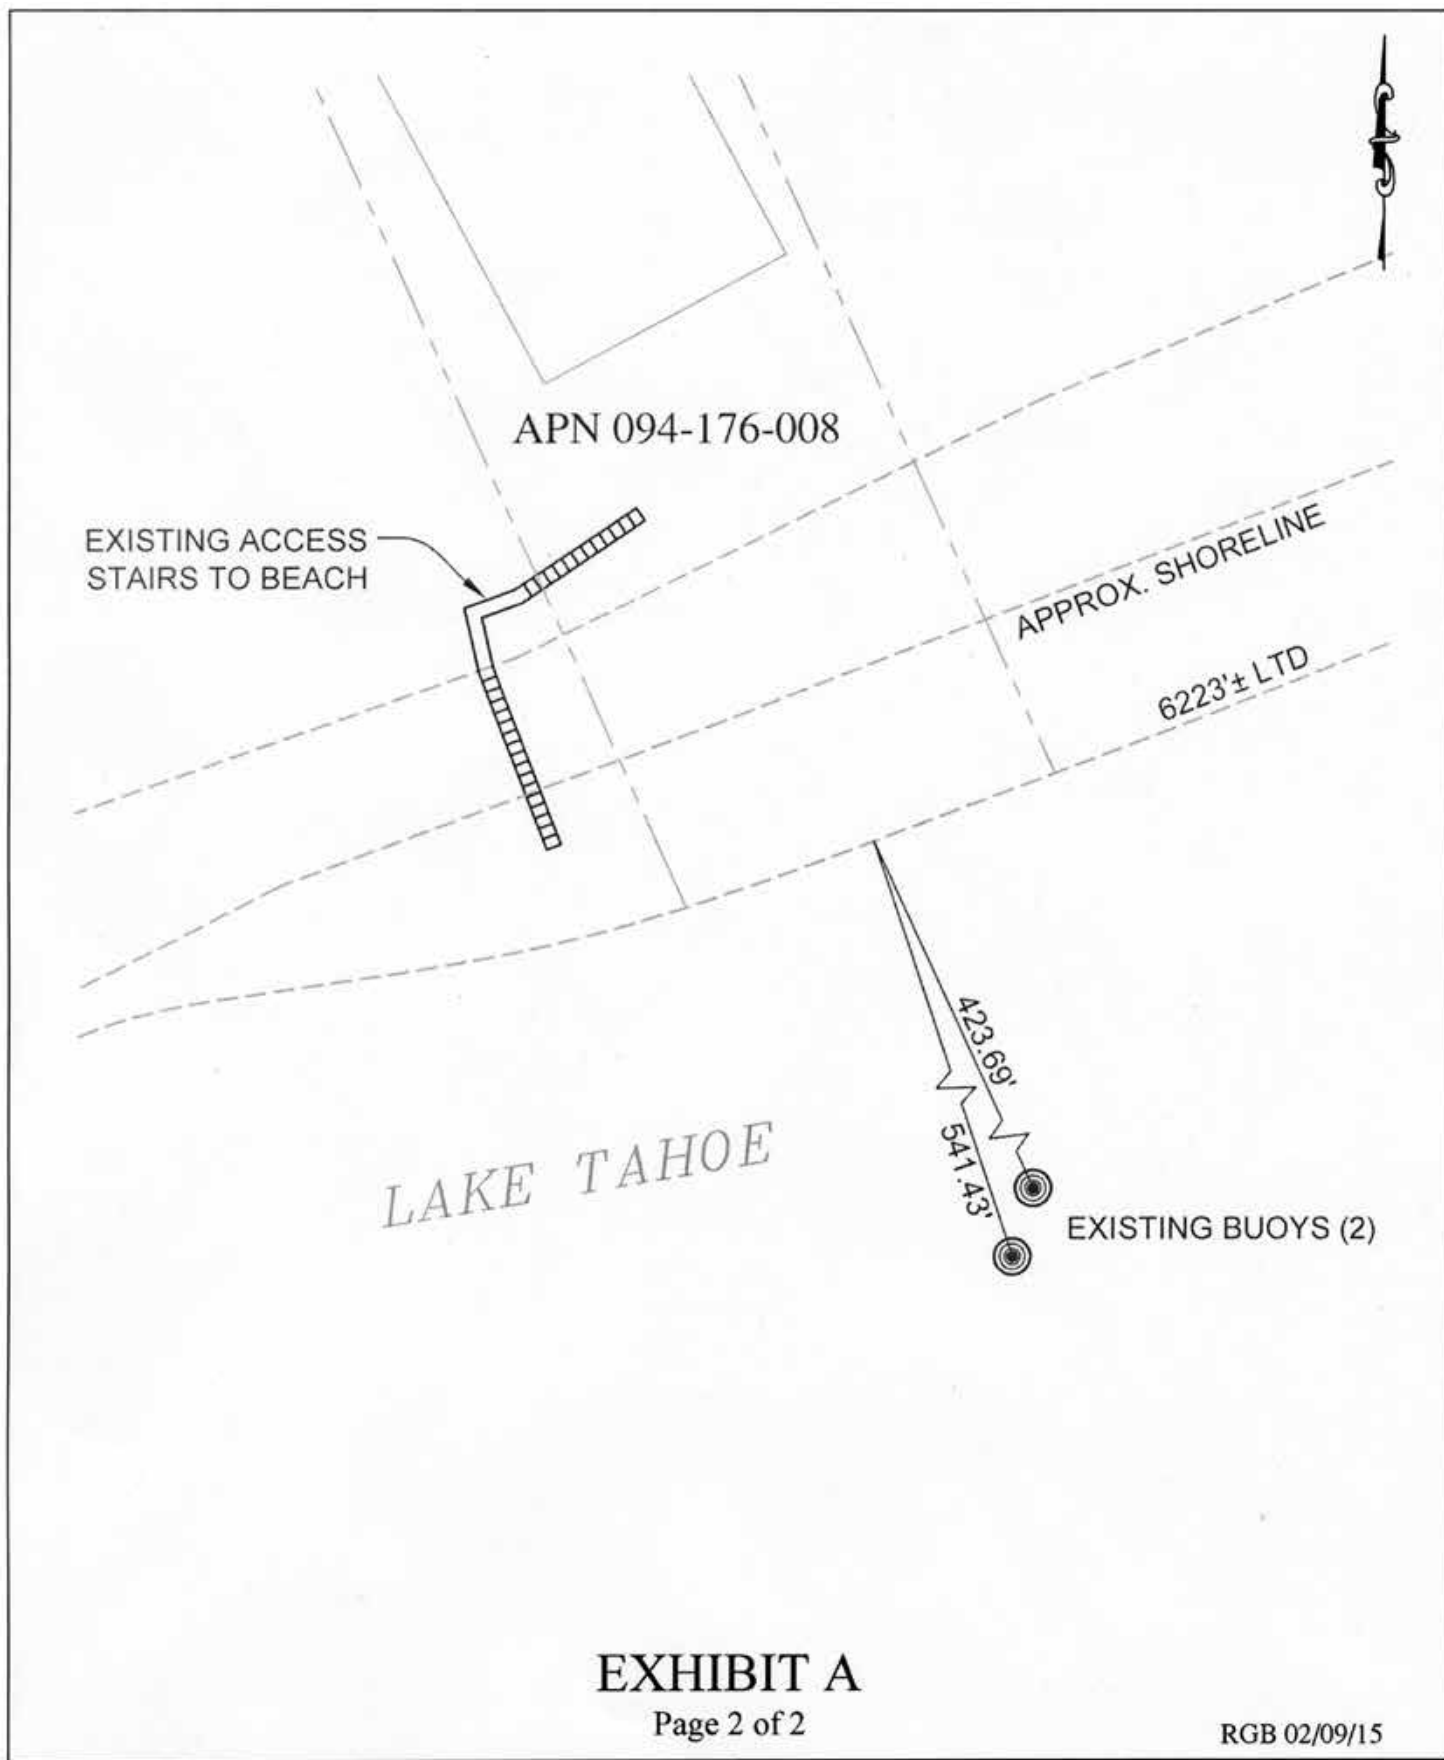 APN 094-176-008
EXISTING ACCESS
STAIRS TO BEACH
APPROX. SHORELINE
6223'± LTD
423.69'
541.43'
LAKE TAHOE
EXISTING BUOYS (2)
EXHIBIT A
Page 2 of 2
RGB 02/09/15